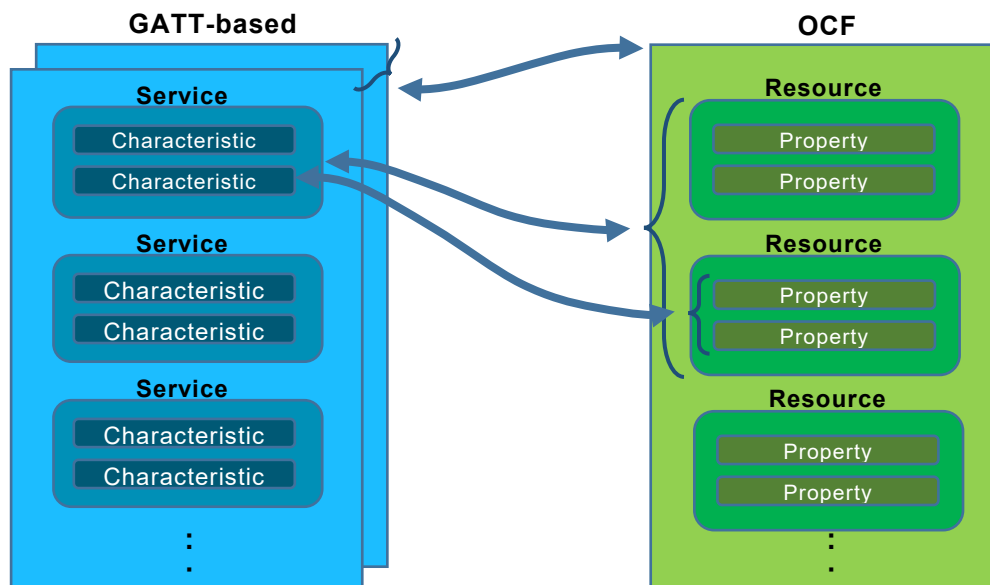 GATT-based
Service
Characteristic
Characteristic
Service
Characteristic
Characteristic
Service
Characteristic
Characteristic
:
.
OCF
Resource
Property
Property
Resource
Property
Property
Resource
Property
Property
:
.